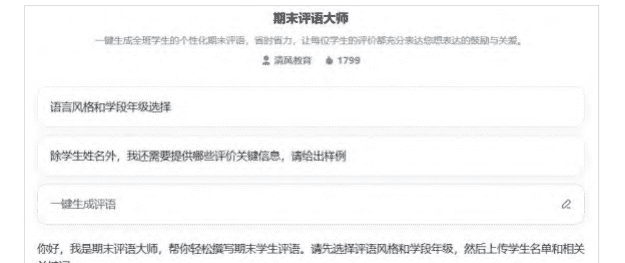 期末评语大师
一键生成全班学生的个性化期末评语，省时省力，让每位学生的评价都充分表达您想表达的鼓励与关爱。
清风教育 1799
语言风格和学段年级选择
除学生姓名外，我还需要提供哪些评价关键信息，请给出样例
一键生成评语
你好，我是期末评语大师，帮你轻松撰写期末学生评语。请先选择评语风格和学段年级，然后上传学生名单和相关